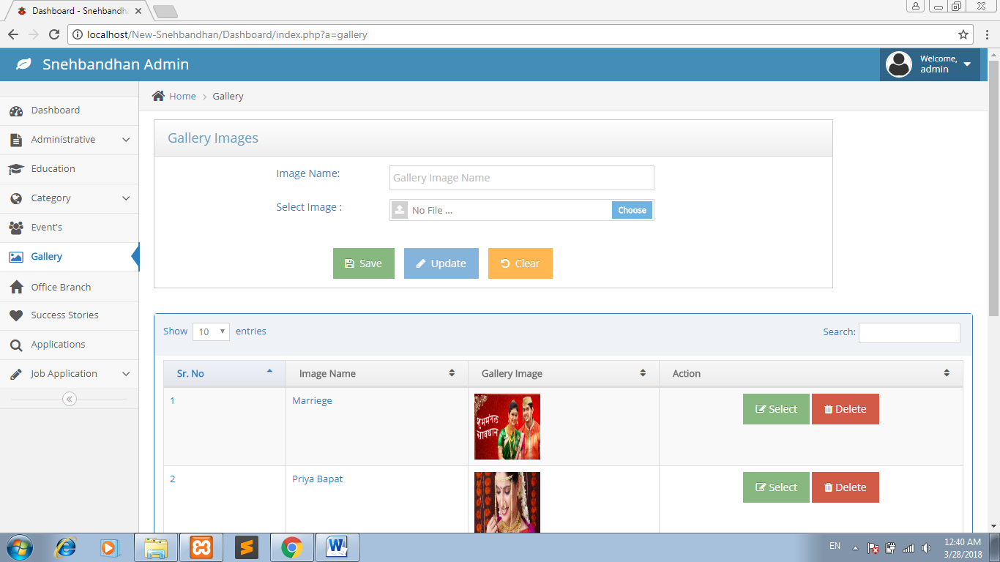 Dashboard - Snehbandh
localhost/New-Snehbandhan/Dashboard/index.php?a=gallery
Snehbandhan Admin
Welcome,
admin
Home > Gallery
Dashboard
Administrative
Education
Category
Event's
Gallery
Office Branch
Success Stories
Applications
Job Application
Gallery Images
Image Name:
Gallery Image Name
Select Image :
No File ...
Choose
Save
Update
Clear
Show 10 entries
Search:
Sr. No
Image Name
Gallery Image
Action
1
Marriege
शुभमंगल
सावधान
Select
Delete
2
Priya Bapat
Select
Delete
EN
12:40 AM
3/28/2018